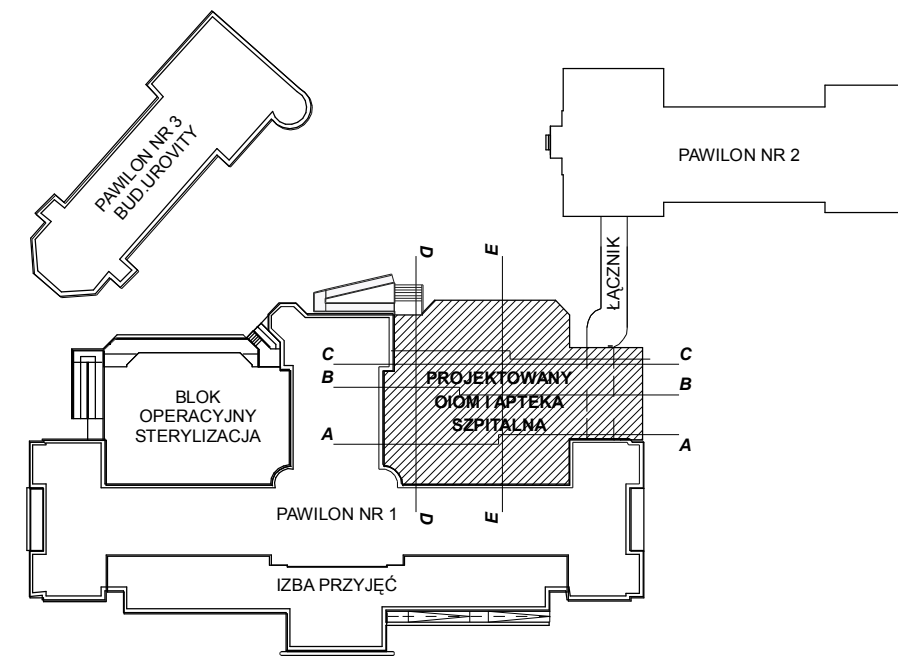 PAWILON NR 3
BUD.UROVITY
PAWILON NR 2
ŁĄCZNIK
D
E
C
C
B
B
A
A
PROJEKTOWANY
OIOM I APTEKA
SZPITALNA
BLOK
OPERACYJNY
STERYLIZACJA
D
E
PAWILON NR 1
IZBA PRZYJĘĆ